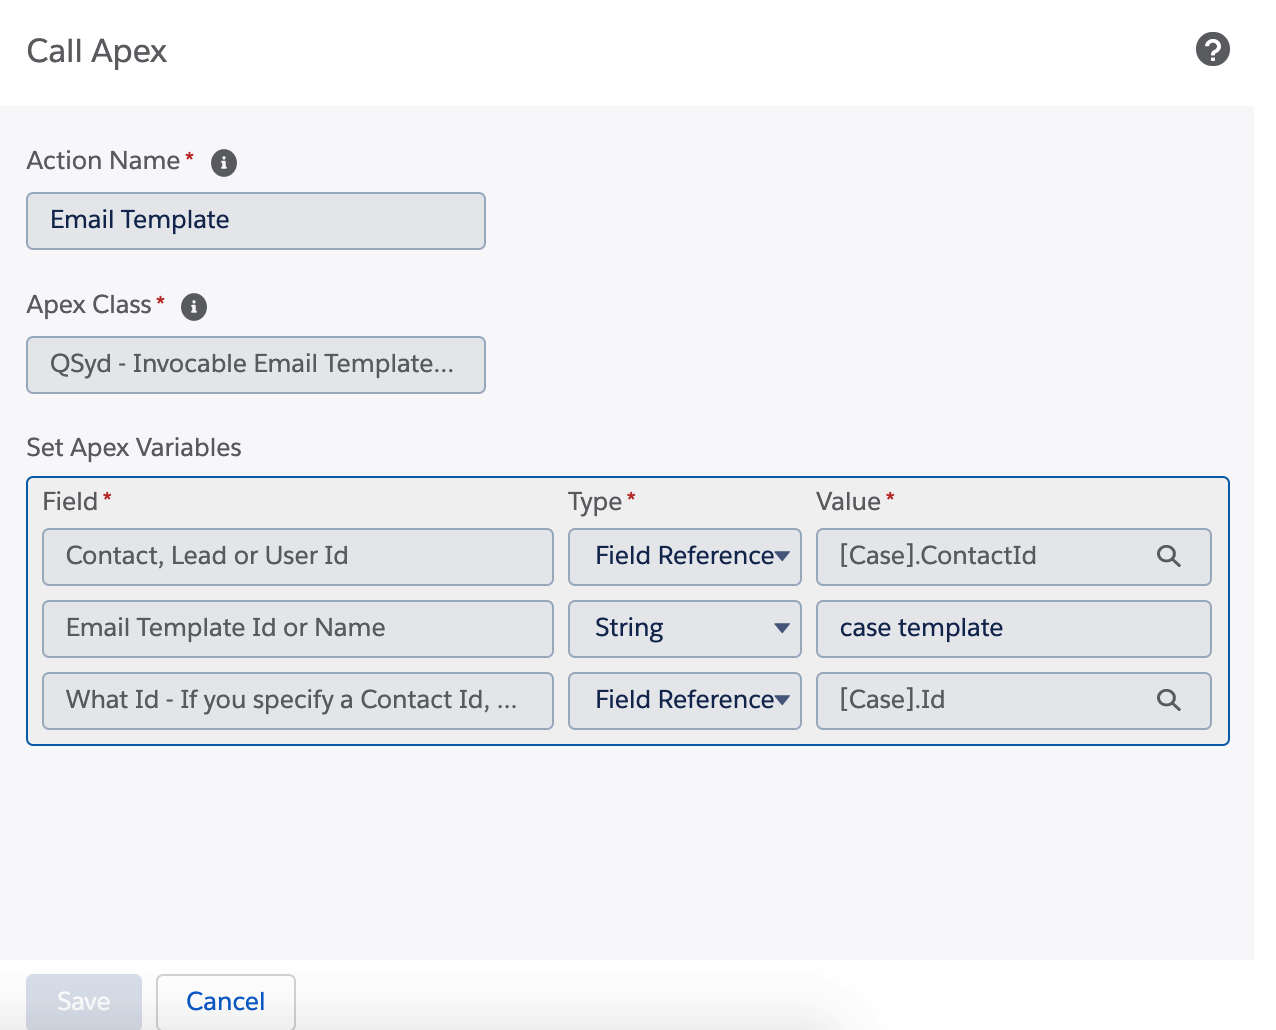 Call Apex
Action Name*
Email Template
Apex Class*
QSyd - Invocable Email Template...
Set Apex Variables
Field* Type* Value*
Contact, Lead or User Id Field Reference [Case].ContactId
Email Template Id or Name String case template
What Id - If you specify a Contact Id, ... Field Reference [Case].Id
Save Cancel